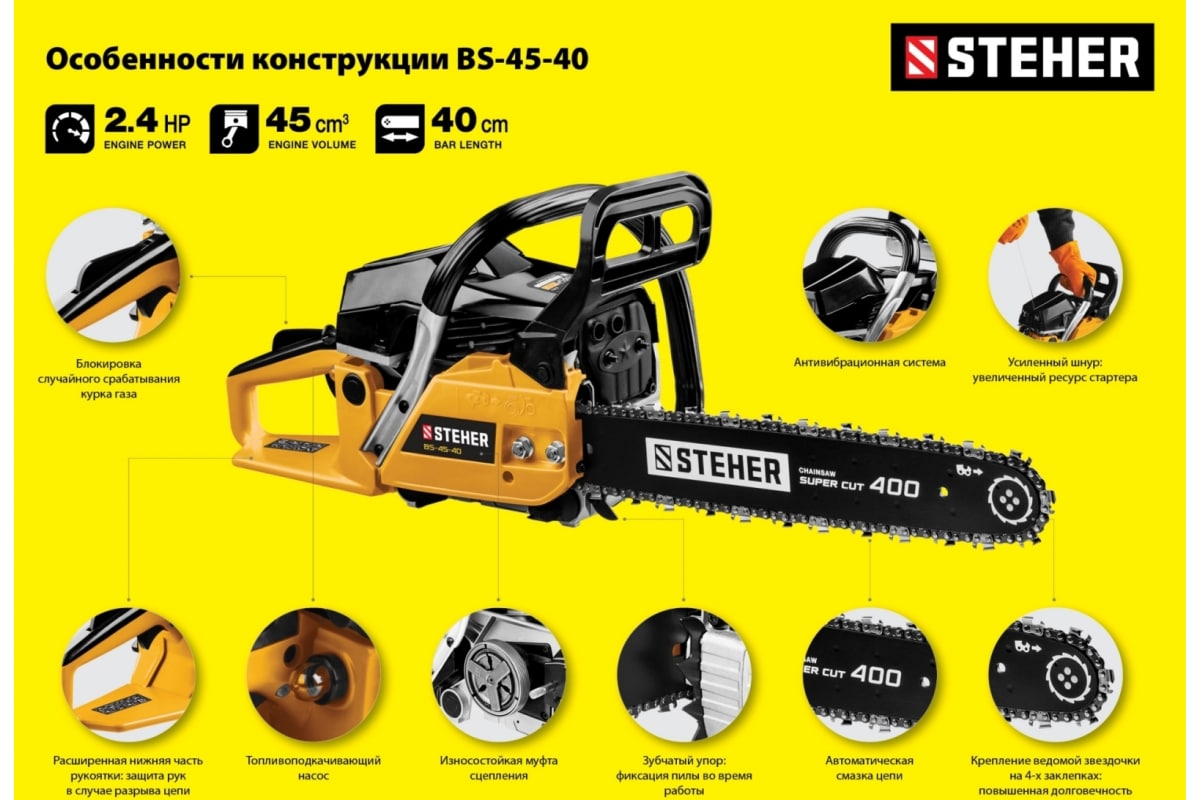 Особенности конструкции BS-45-40
STEHER
2.4 HP
ENGINE POWER
45 cm³
ENGINE VOLUME
40 cm
BAR LENGTH
Блокировка
случайного срабатывания
курка газа
Антивибрационная система
Усиленный шнур:
увеличенный ресурс стартера
STEHER
BS-45-40
STEHER
CHAINSAW
SUPER CUT 400
SAW
ER CUT 400
Расширенная нижняя часть
рукоятки: защита рук
в случае разрыва цепи
Топливоподкачивающий
насос
Износостойкая муфта
сцепления
Зубчатый упор:
фиксация пилы во время
работы
Автоматическая
смазка цепи
Крепление ведомой звездочки
на 4-х заклепках:
повышенная долговечность